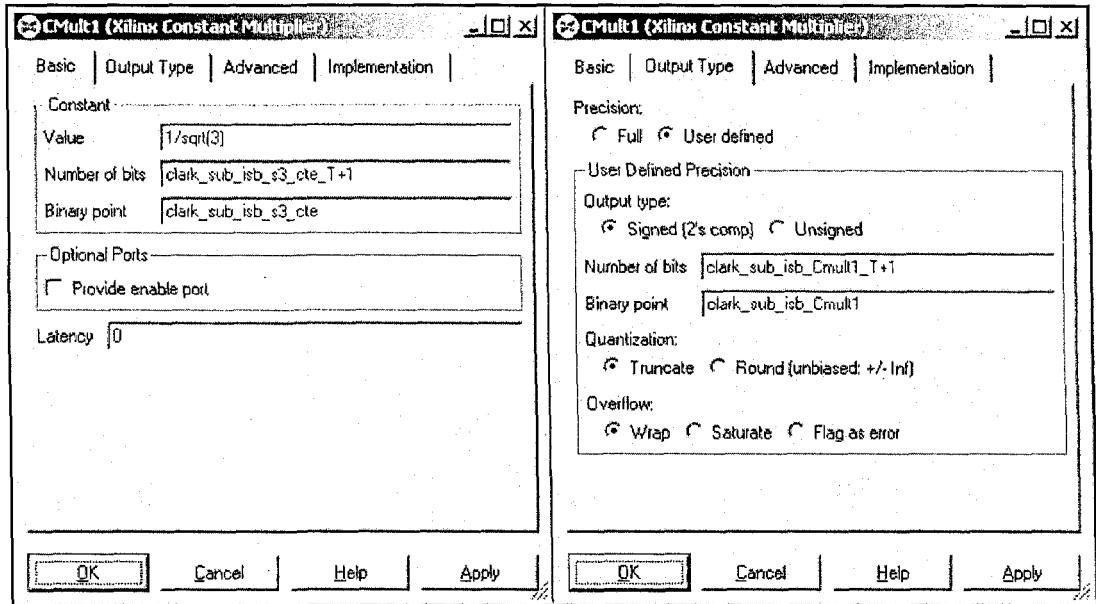 CMult1 (Xilinx Constant Multiplier)
Basic Output Type Advanced Implementation
Constant
Value 1/sqrt(3)
Number of bits clark_sub_isb_s3_cte_T+1
Binary point clark_sub_isb_s3_cte
Optional Ports
Provide enable port
Latency 0
OK Cancel Help Apply
CMult1 (Xilinx Constant Multiplier)
Basic Output Type Advanced Implementation
Precision:
Full User defined
User Defined Precision
Output type:
Signed (2's comp) Unsigned
Number of bits clark_sub_isb_Cmult1_T+1
Binary point clark_sub_isb_Cmult1
Quantization:
Truncate Round (unbiased: +/- Inf)
Overflow:
Wrap Saturate Flag as error
OK Cancel Help Apply